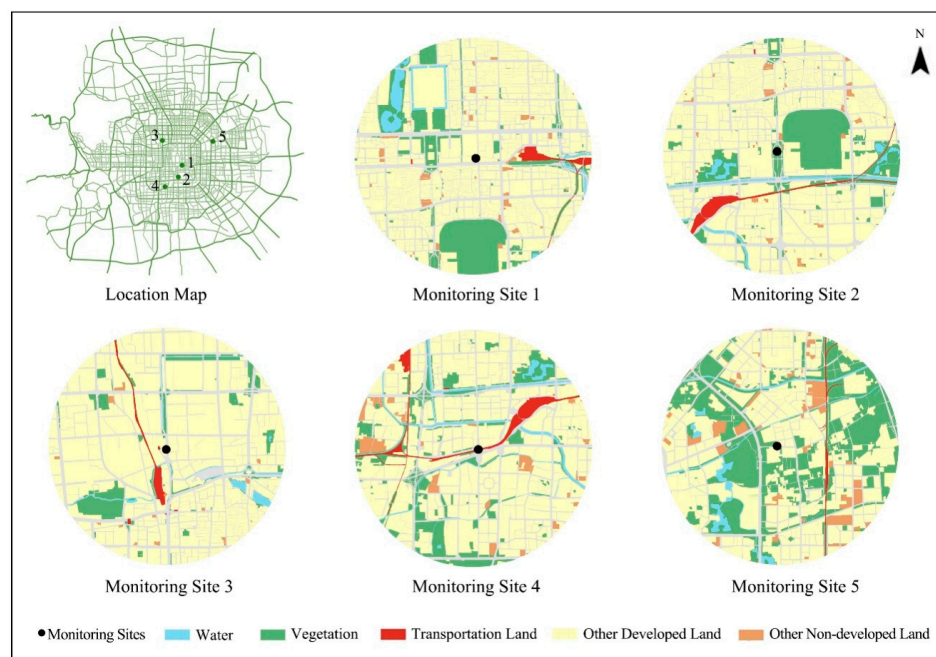 N
3
5
1
2
4
Location Map
Monitoring Site 1
Monitoring Site 2
Monitoring Site 3
Monitoring Site 4
Monitoring Site 5
Monitoring Sites
Water
Vegetation
Transportation Land
Other Developed Land
Other Non-developed Land